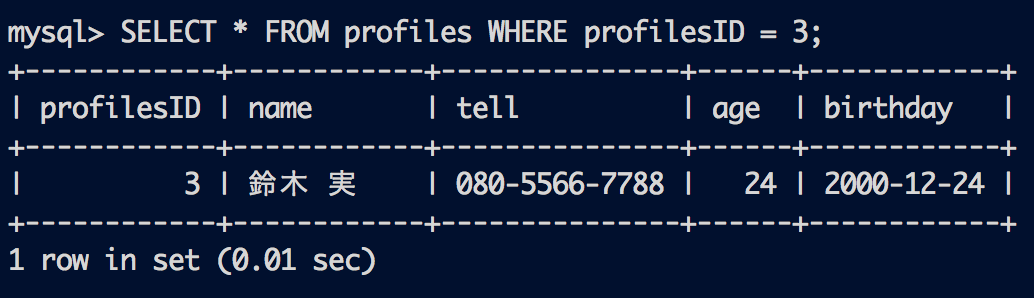 mysql> SELECT * FROM profiles WHERE profilesID = 3;
+------------+------------+---------------+------+------------+
| profilesID | name       | tell          | age  | birthday   |
+------------+------------+---------------+------+------------+
|          3 | 鈴木 実    | 080-5566-7788 |   24 | 2000-12-24 |
+------------+------------+---------------+------+------------+
1 row in set (0.01 sec)